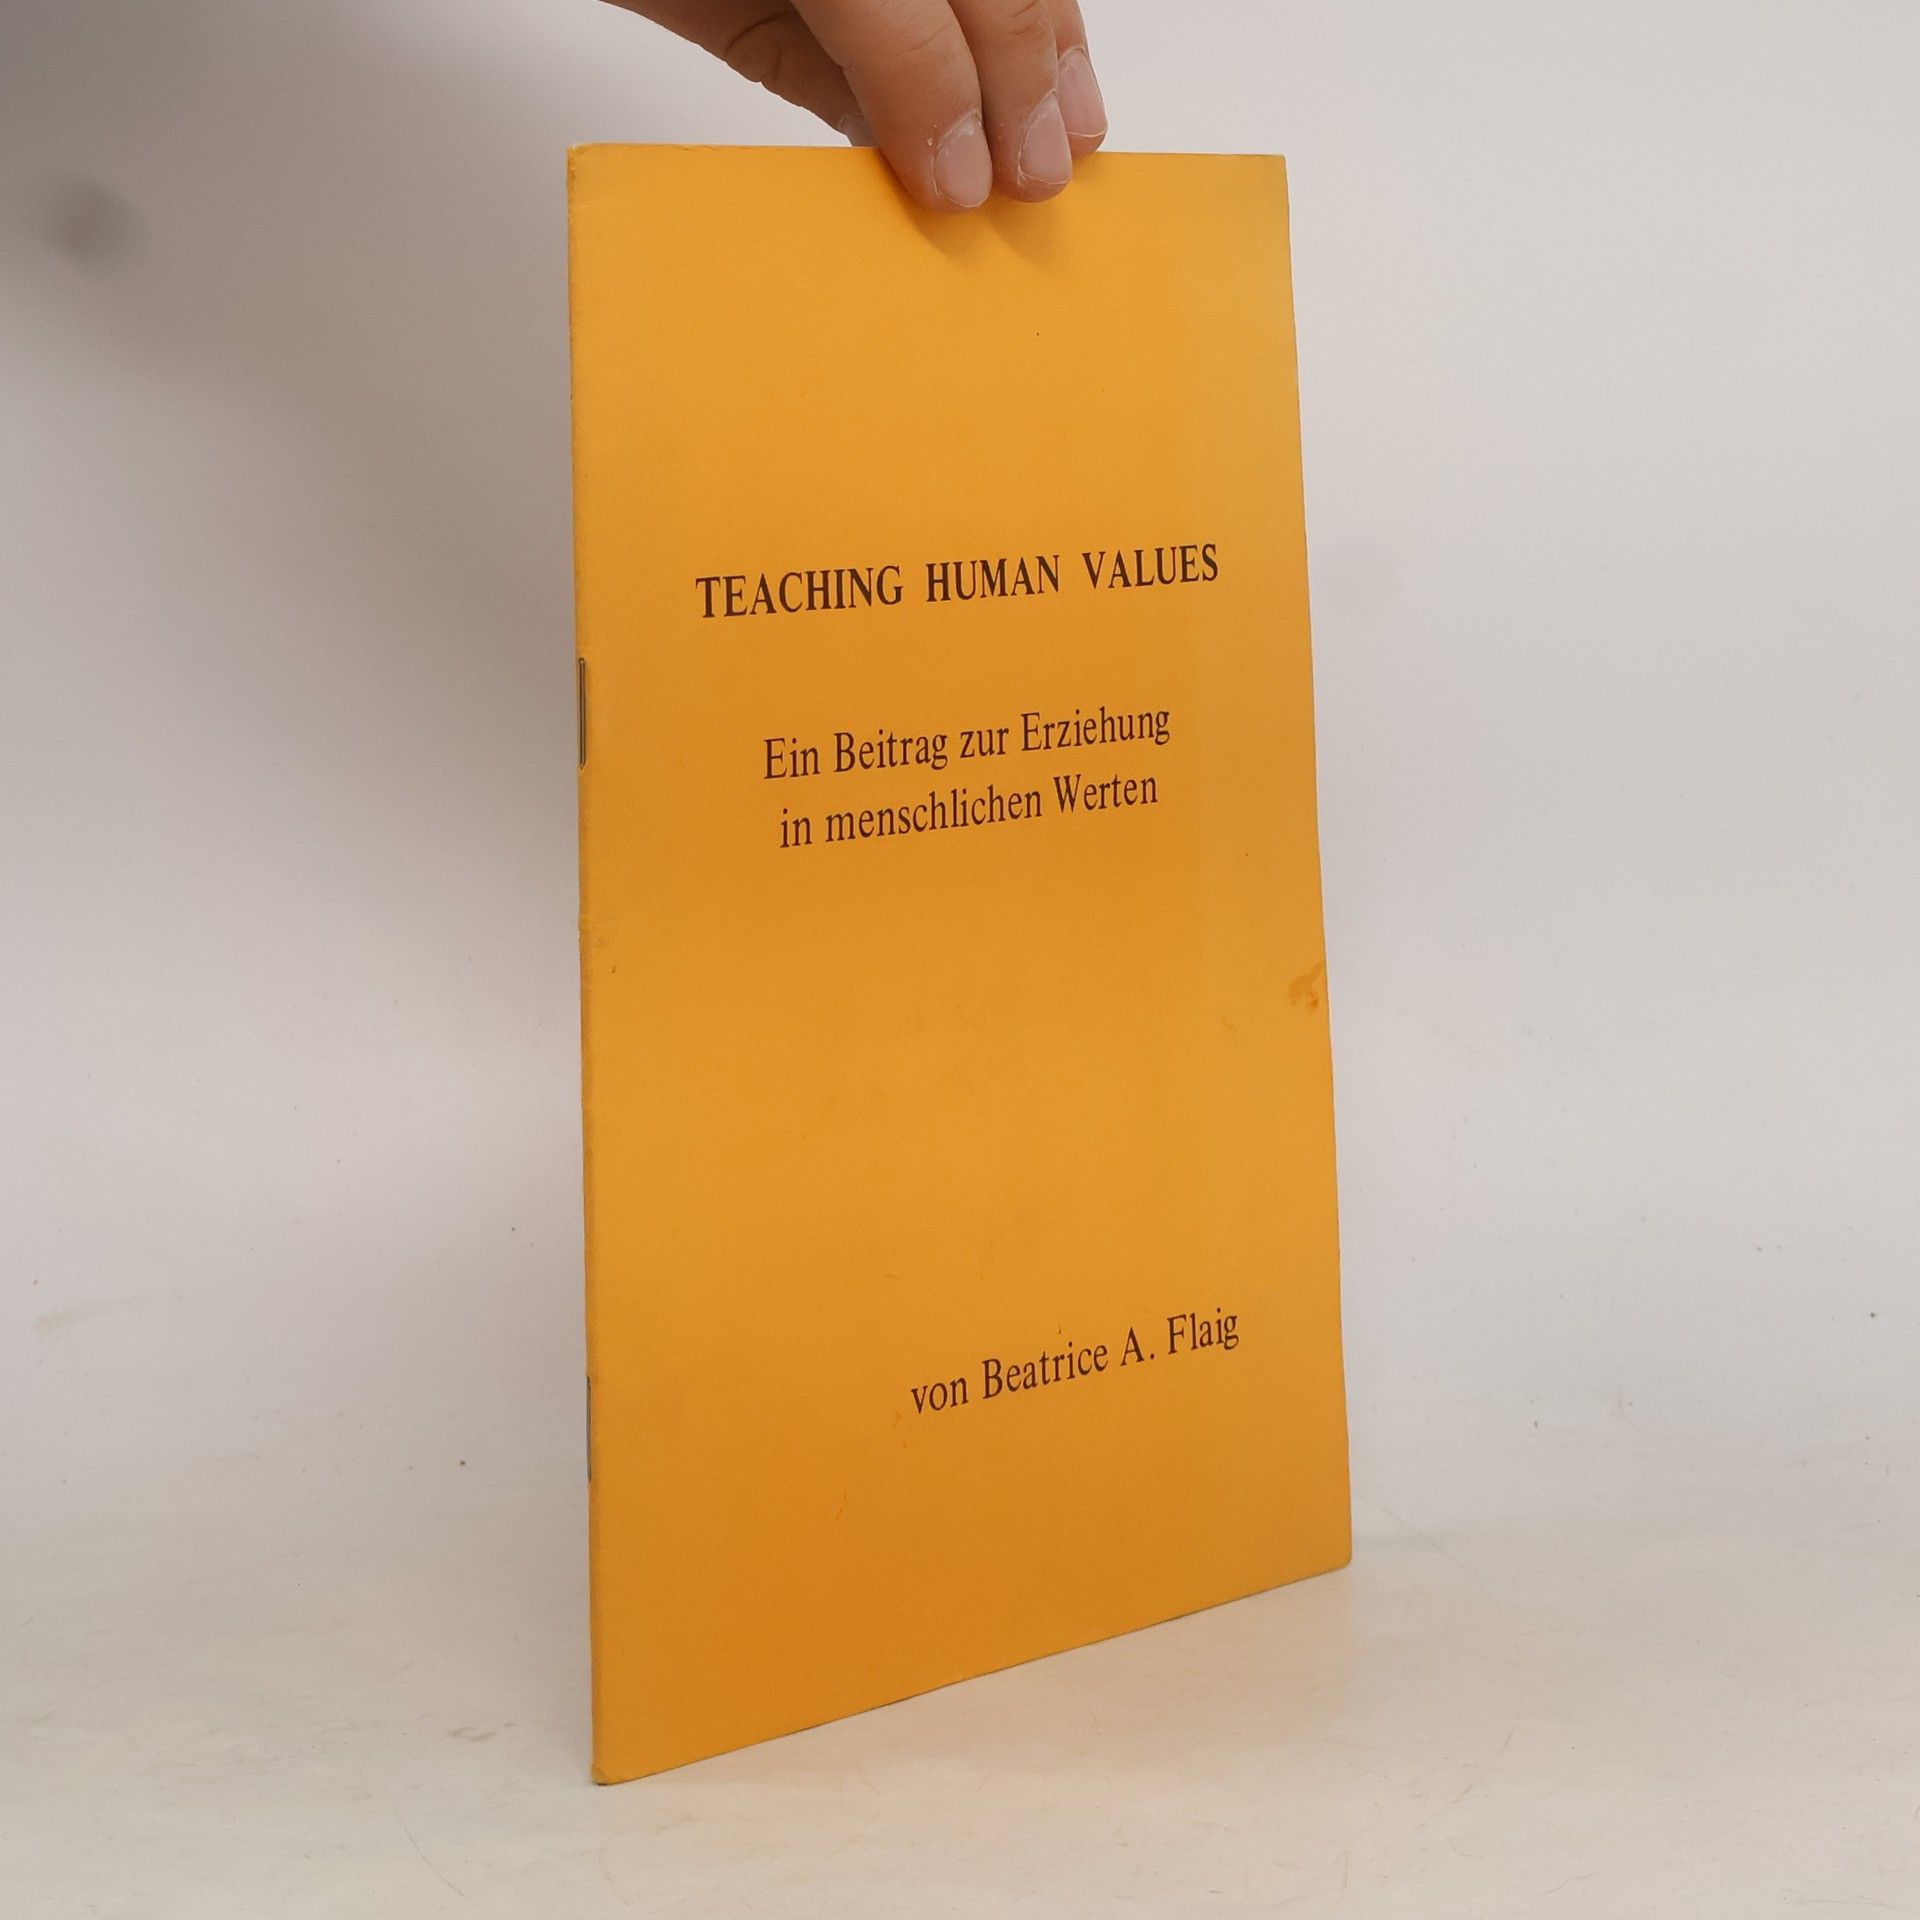 TEACHING HUMAN VALUES
Ein Beitrag zur Erziehung
in menschlichen Werten
von Beatrice A. Flaig